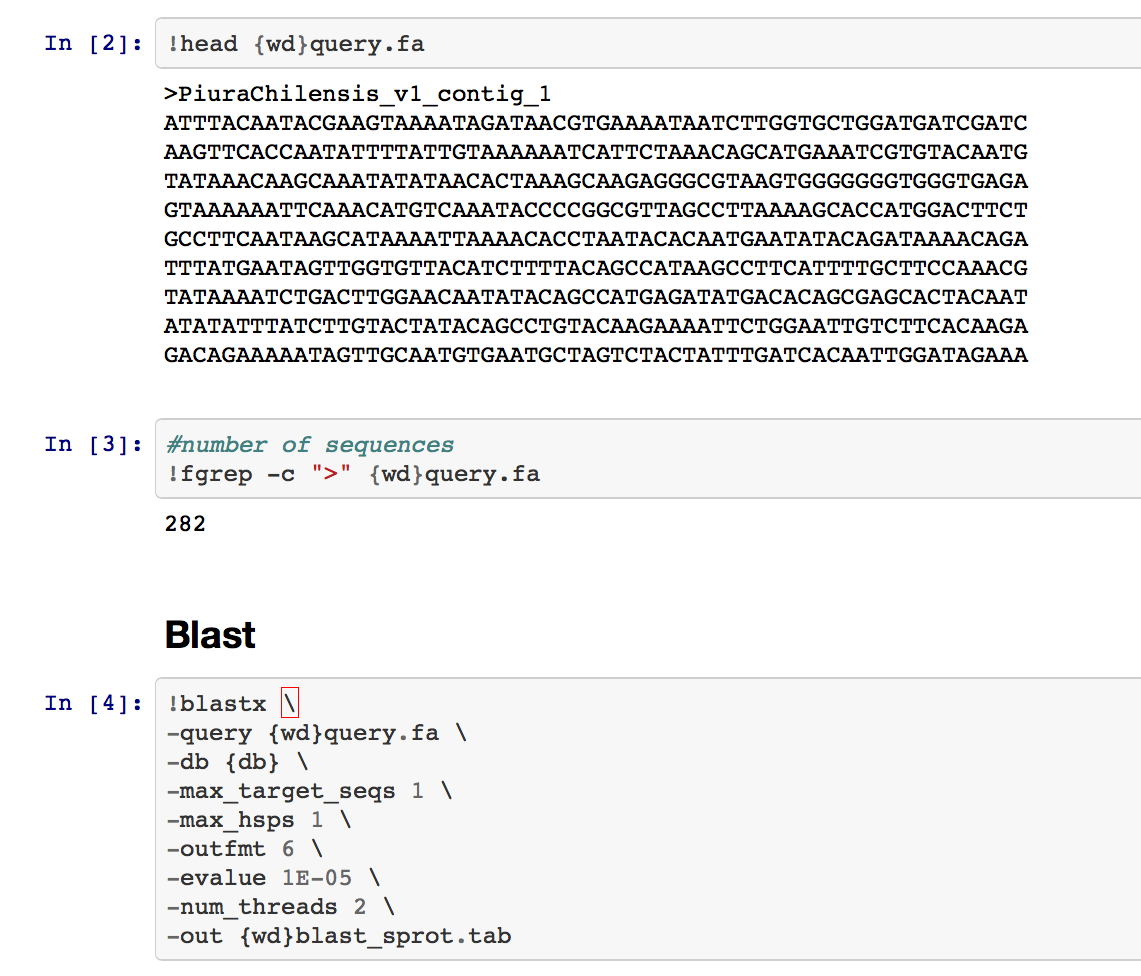 In [2]: !head {wd}query.fa
>PiuraChilensis_v1_contig_1
ATTTACAATACGAAGTAAAATAGATAACGTGAAAATAATCTTGGTGCTGGATGATCGATC
AAGTTCACCAATATTTTATTGTAAAAAATCATTCTAAACAGCATGAAATCGTGTACAATG
TATAAACAAGCAAATATATAACACTAAAGCAAGAGGGCGTAAGTGGGGGGGTGGGTGAGA
GTAAAAAATTCAAACATGTCAAATACCCCGGCGTTAGCCTTAAAAGCACCATGGACTTCT
GCCTTCAATAAGCATAAAATTAAAACACCTAATACACAATGAATATACAGATAAAACAGA
TTTATGAATAGTTGGTGTTACATCTTTTACAGCCATAAGCCTTCATTTTGCTTCCAAACG
TATAAAATCTGACTTGGAACAATATACAGCCATGAGATATGACACAGCGAGCACTACAAT
ATATATTTATCTTGTACTATACAGCCTGTACAAGAAAATTCTGGAATTGTCTTCACAAGA
GACAGAAAAATAGTTGCAATGTGAATGCTAGTCTACTATTTGATCACAATTGGATAGAAA
In [3]: #number of sequences
!fgrep -c ">" {wd}query.fa
282
Blast
In [4]: !blastx \
-query {wd}query.fa \
-db {db} \
-max_target_seqs 1 \
-max_hsps 1 \
-outfmt 6 \
-evalue 1E-05 \
-num_threads 2 \
-out {wd}blast_sprot.tab